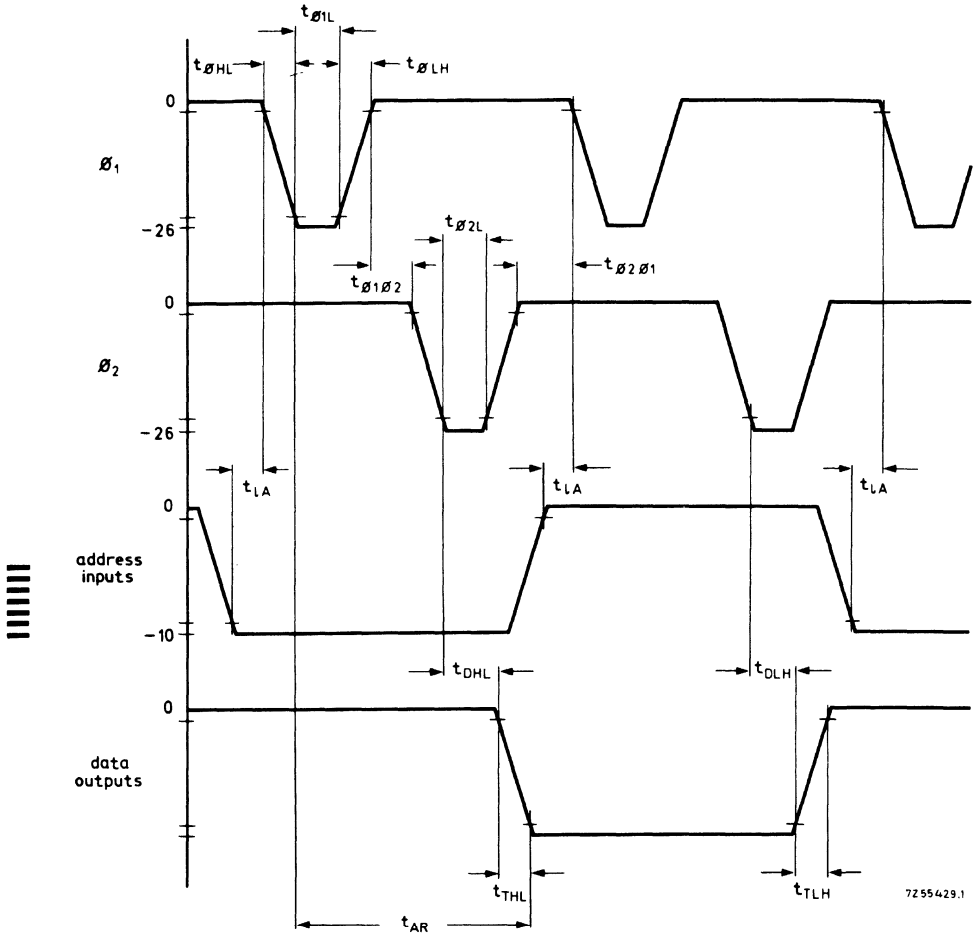 tØ1L
tØHL
tØLH
0
Ø1
-26
tØ2L
tØ1Ø2
tØ2Ø1
0
Ø2
-26
tlA
tlA
tlA
0
address
inputs
-10
tDHL
tDLH
0
data
outputs
tTHL
tTLH
7Z55429.1
tAR